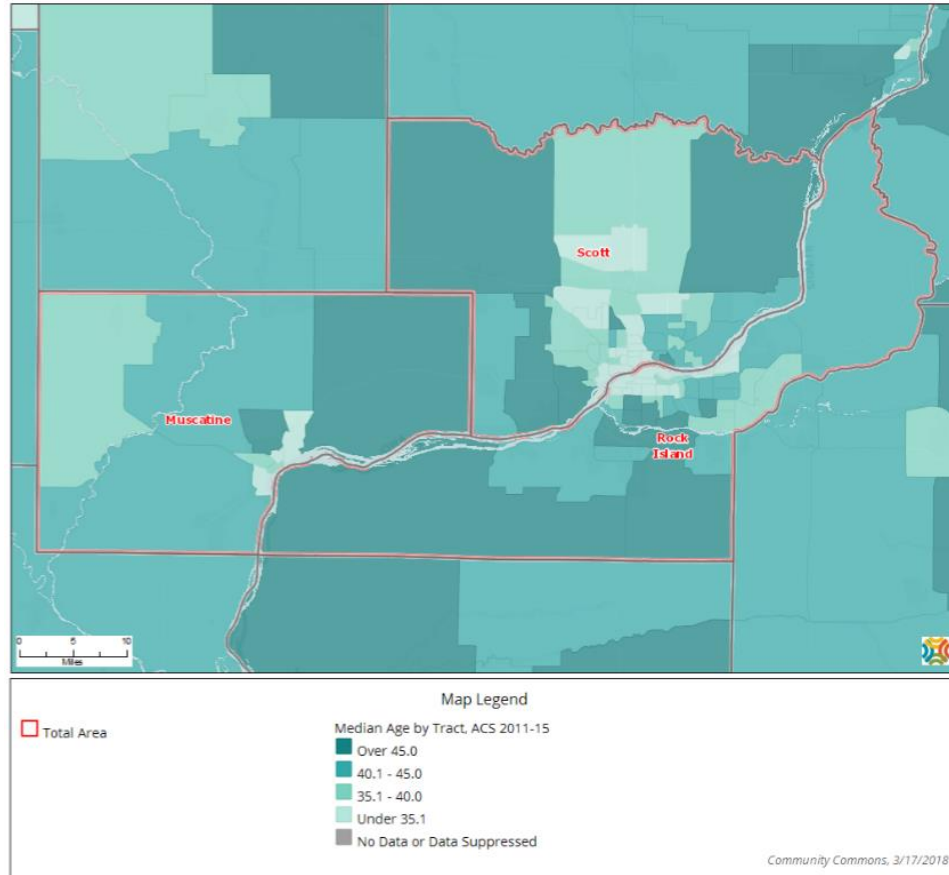 Scott
Muscatine
Rock
Island
0 5 10
Miles
Map Legend
Total Area
Median Age by Tract, ACS 2011-15
Over 45.0
40.1 - 45.0
35.1 - 40.0
Under 35.1
No Data or Data Suppressed
Community Commons, 3/17/2018